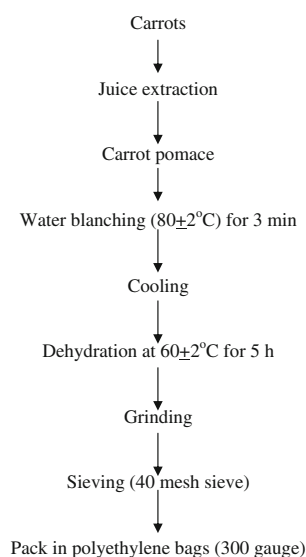 Carrots
Juice extraction
Carrot pomace
Water blanching (80±2°C) for 3 min
Cooling
Dehydration at 60±2°C for 5 h
Grinding
Sieving (40 mesh sieve)
Pack in polyethylene bags (300 gauge)